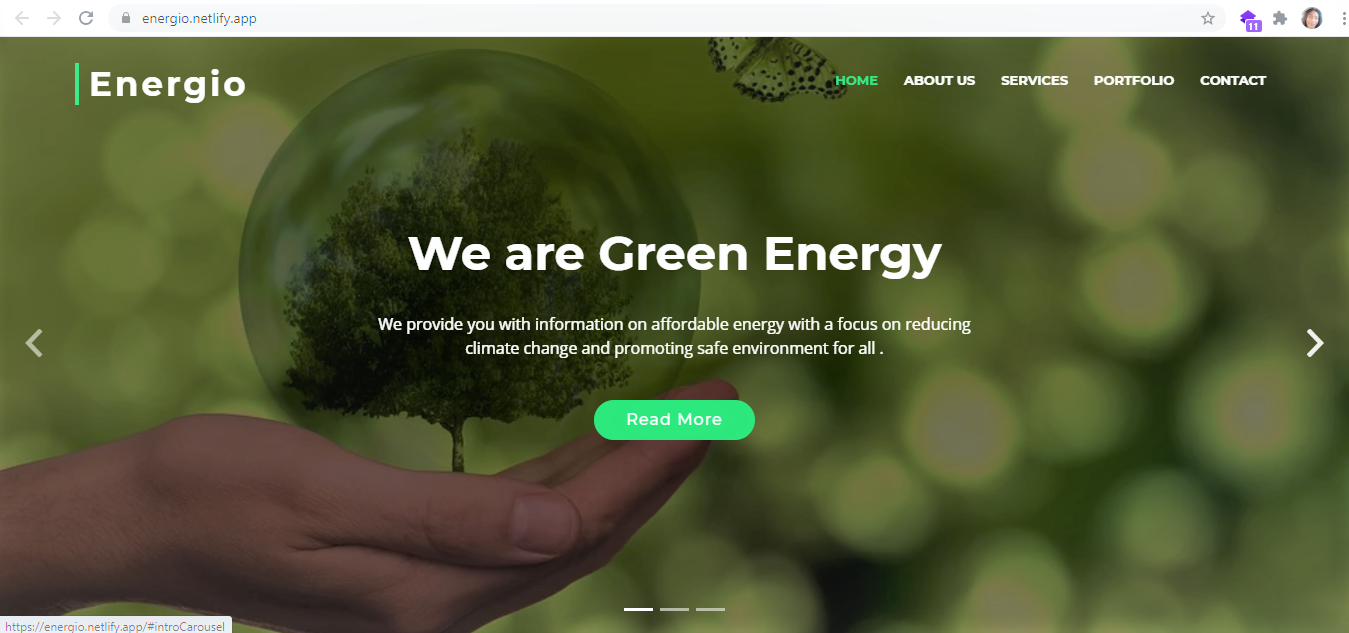 energio.netlify.app
11
Energio
HOME ABOUT US SERVICES PORTFOLIO CONTACT
We are Green Energy
We provide you with information on affordable energy with a focus on reducing
climate change and promoting safe environment for all .
Read More
https://energio.netlify.app/#introCarousel